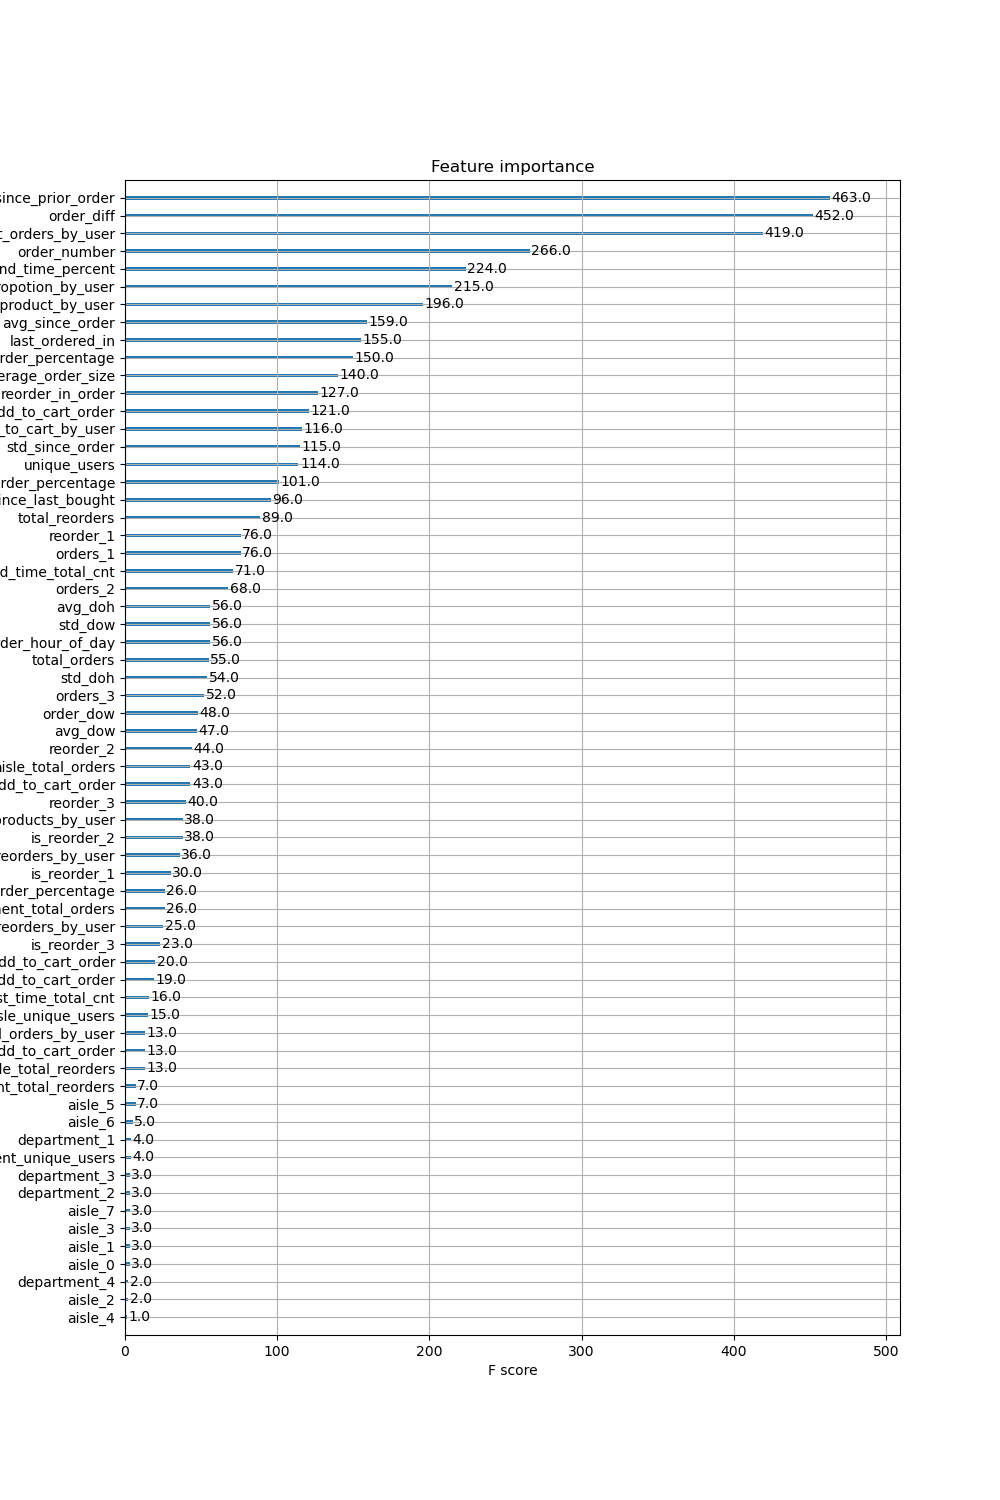 Feature importance
since_prior_order 463.0
order_diff 452.0
t_orders_by_user 419.0
order_number 266.0
nd_time_percent 224.0
ropotion_by_user 215.0
product_by_user 196.0
avg_since_order 159.0
last_ordered_in 155.0
rder_percentage 150.0
erage_order_size 140.0
reorder_in_order 127.0
dd_to_cart_order 121.0
_to_cart_by_user 116.0
std_since_order 115.0
unique_users 114.0
rder_percentage 101.0
ince_last_bought 96.0
total_reorders 89.0
reorder_1 76.0
orders_1 76.0
d_time_total_cnt 71.0
orders_2 68.0
avg_doh 56.0
std_dow 56.0
der_hour_of_day 56.0
total_orders 55.0
std_doh 54.0
orders_3 52.0
order_dow 48.0
avg_dow 47.0
reorder_2 44.0
aisle_total_orders 43.0
dd_to_cart_order 43.0
reorder_3 40.0
products_by_user 38.0
is_reorder_2 38.0
reorders_by_user 36.0
is_reorder_1 30.0
rder_percentage 26.0
ment_total_orders 26.0
reorders_by_user 25.0
is_reorder_3 23.0
dd_to_cart_order 20.0
dd_to_cart_order 19.0
st_time_total_cnt 16.0
sle_unique_users 15.0
l_orders_by_user 13.0
dd_to_cart_order 13.0
le_total_reorders 13.0
nt_total_reorders 7.0
aisle_5 7.0
aisle_6 5.0
department_1 4.0
ent_unique_users 4.0
department_3 3.0
department_2 3.0
aisle_7 3.0
aisle_3 3.0
aisle_1 3.0
aisle_0 3.0
department_4 2.0
aisle_2 2.0
aisle_4 1.0
0 100 200 300 400 500
F score